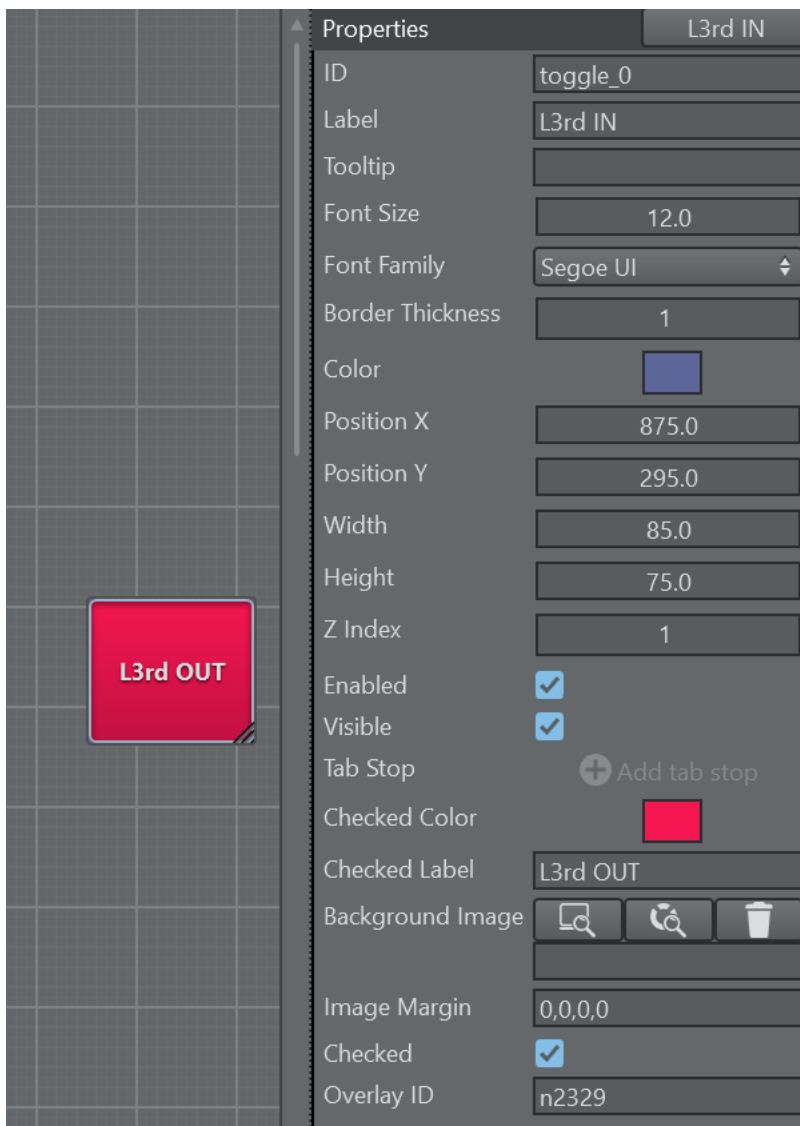 Properties L3rd IN
ID toggle_0
Label L3rd IN
Tooltip
Font Size 12.0
Font Family Segoe UI
Border Thickness 1
Color
Position X 875.0
Position Y 295.0
Width 85.0
Height 75.0
Z Index 1
L3rd OUT
Enabled
Visible
Tab Stop Add tab stop
Checked Color
Checked Label L3rd OUT
Background Image
Image Margin 0,0,0,0
Checked
Overlay ID n2329